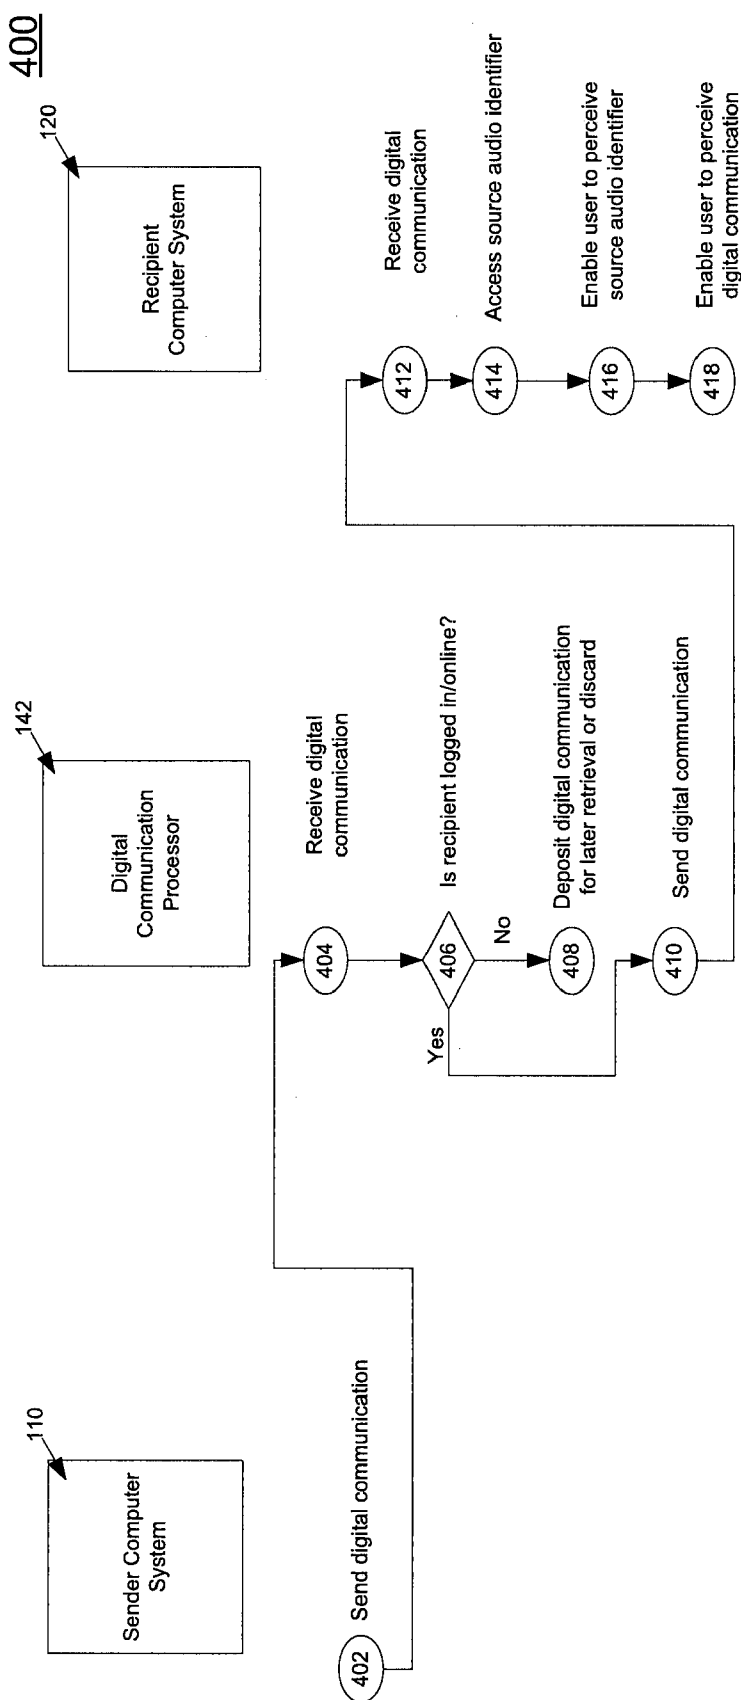 400
110
Sender Computer
System
402
Send digital communication
142
Digital
Communication
Processor
404
Receive digital
communication
406
Is recipient logged in/online?
Yes
No
408
Deposit digital communication
for later retrieval or discard
410
Send digital communication
120
Recipient
Computer System
412
Receive digital
communication
414
Access source audio identifier
416
Enable user to perceive
source audio identifier
418
Enable user to perceive
digital communication